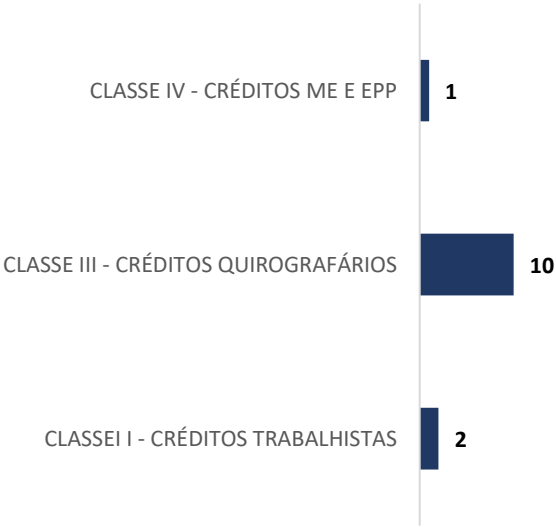 CLASSE IV - CRÉDITOS ME E EPP 1
CLASSE III - CRÉDITOS QUIROGRAFÁRIOS 10
CLASSEI I - CRÉDITOS TRABALHISTAS 2